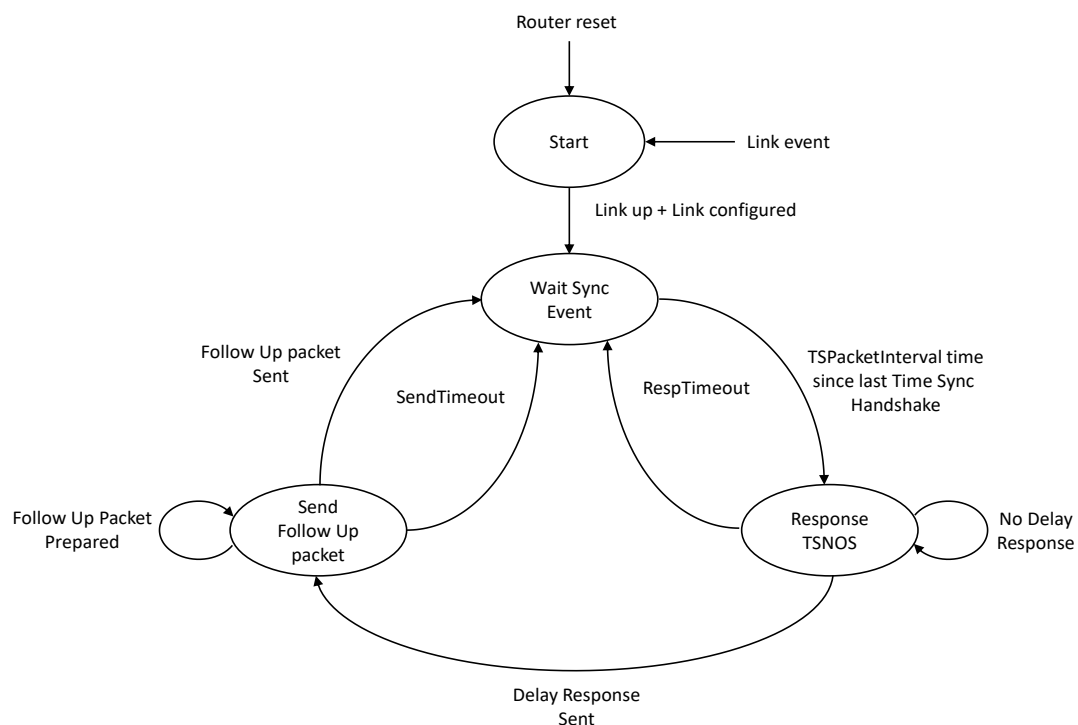 Router reset
Start
Link event
Link up + Link configured
Wait Sync
Event
Follow Up packet
Sent
SendTimeout
RespTimeout
TSPacketInterval time
since last Time Sync
Handshake
Follow Up Packet
Prepared
Send
Follow Up
packet
Response
TSNOS
No Delay
Response
Delay Response
Sent